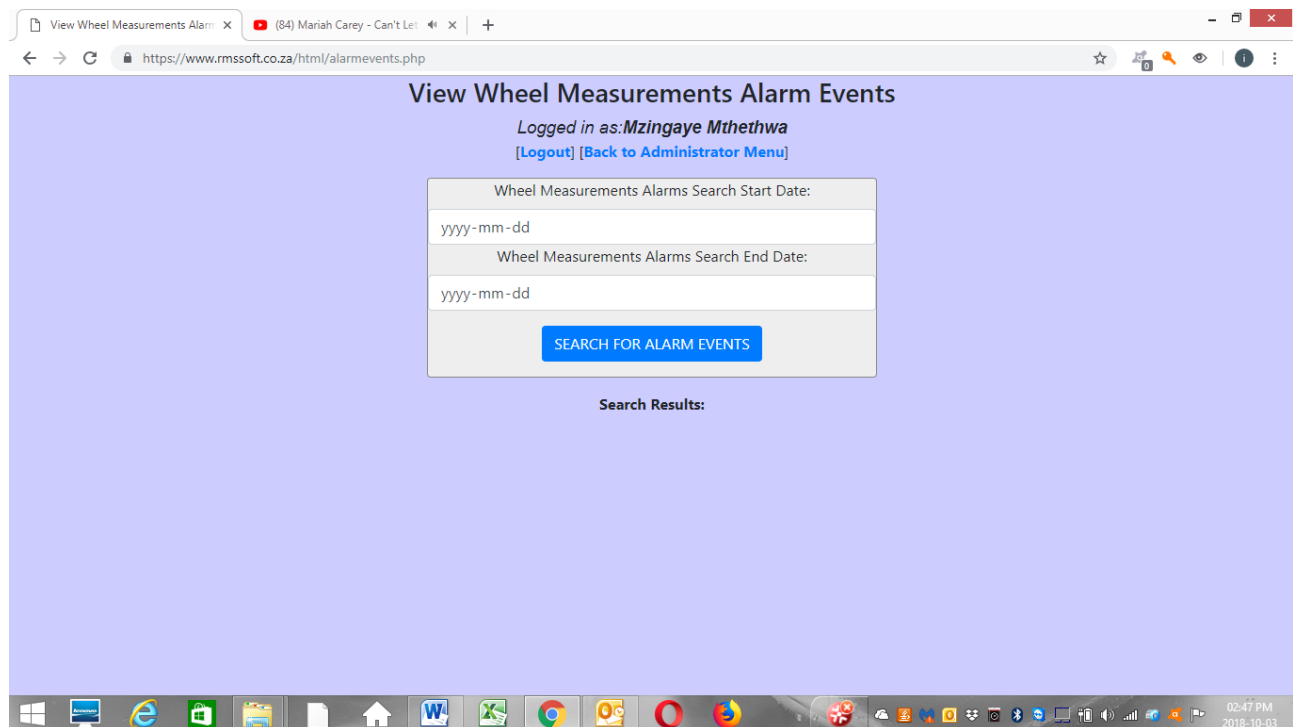 View Wheel Measurements Alarm
(84) Mariah Carey - Can't Let
https://www.rmssoft.co.za/html/alarmevents.php
0
i
View Wheel Measurements Alarm Events
Logged in as:Mzingaye Mthethwa
[Logout] [Back to Administrator Menu]
Wheel Measurements Alarms Search Start Date:
yyyy-mm-dd
Wheel Measurements Alarms Search End Date:
yyyy-mm-dd
SEARCH FOR ALARM EVENTS
Search Results:
02:47 PM
2018-10-03